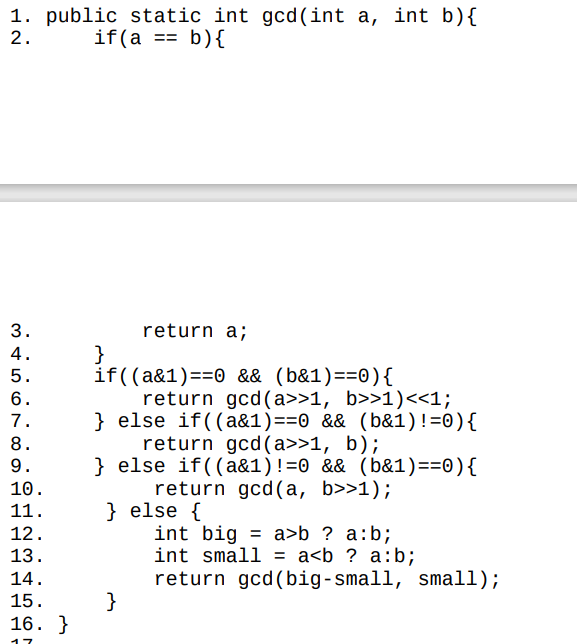 1. public static int gcd(int a, int b){
2.     if(a == b){
3.         return a;
4.     }
5.     if((a&1)==0 && (b&1)==0){
6.         return gcd(a>>1, b>>1)<<1;
7.     } else if((a&1)==0 && (b&1)!=0){
8.         return gcd(a>>1, b);
9.     } else if((a&1)!=0 && (b&1)==0){
10.         return gcd(a, b>>1);
11.     } else {
12.         int big = a>b ? a:b;
13.         int small = a<b ? a:b;
14.         return gcd(big-small, small);
15.     }
16. }